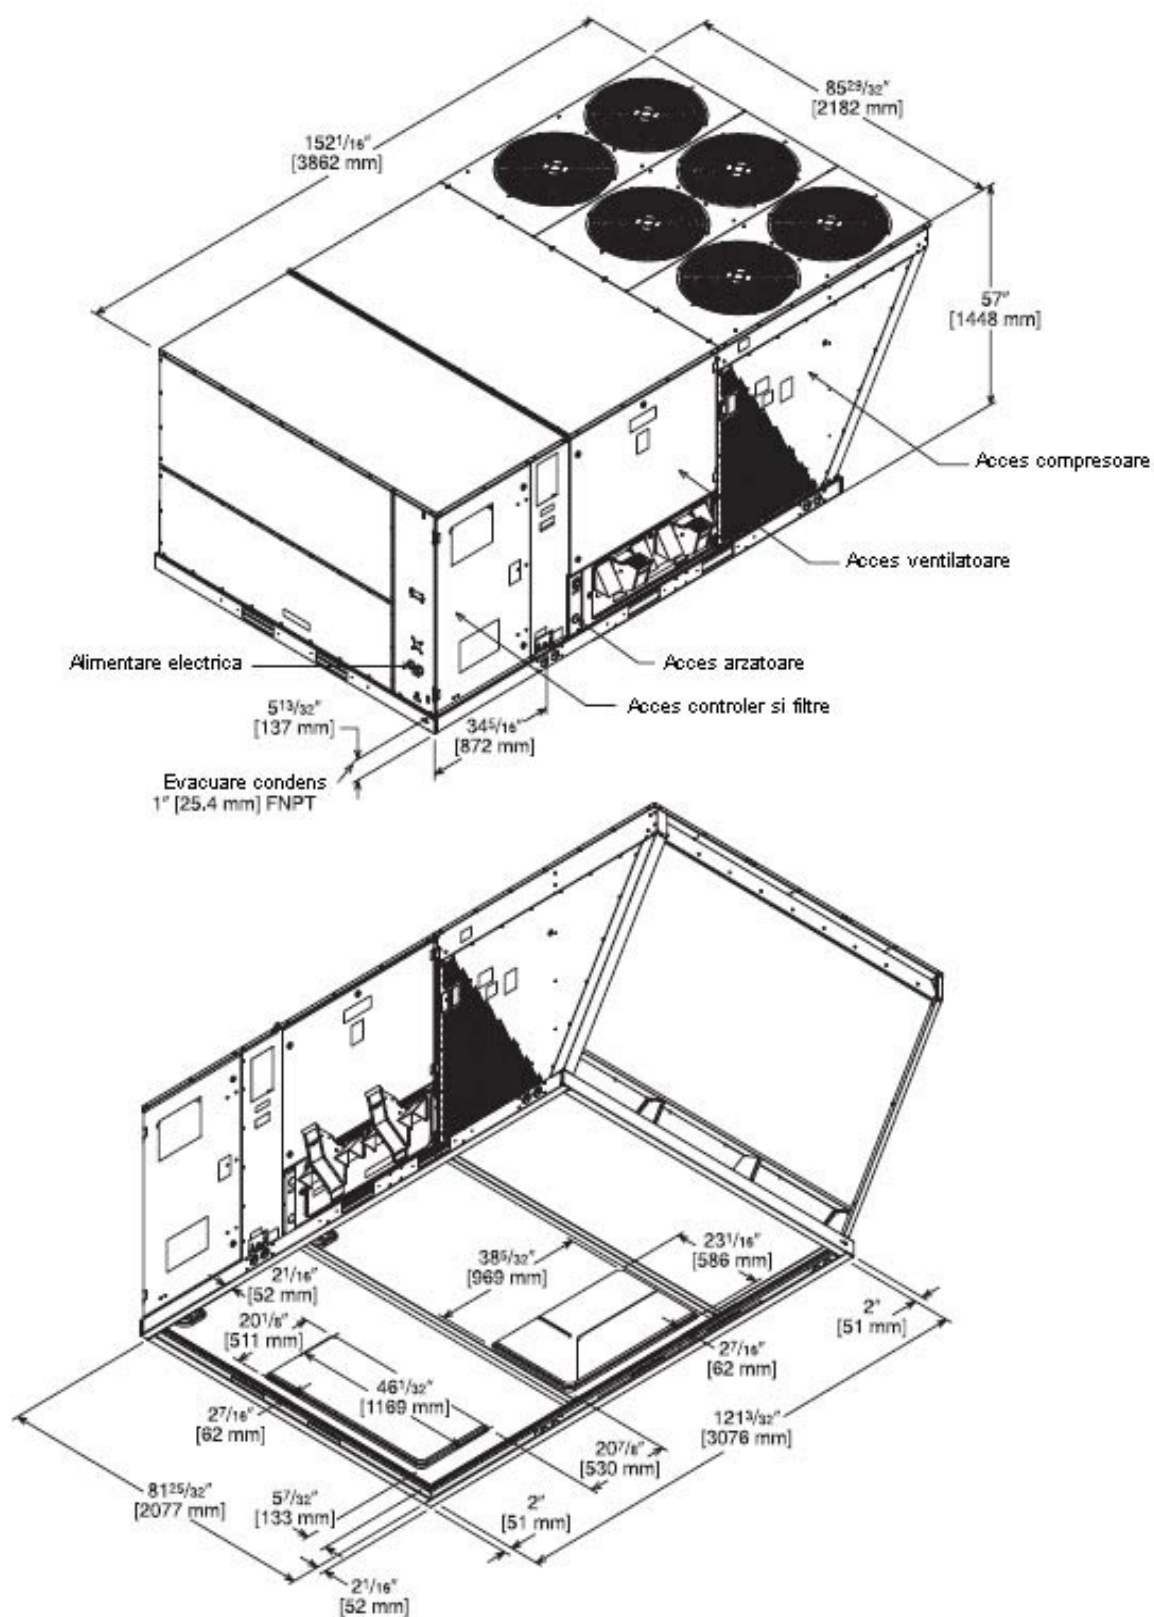 85 29/32"
[2182 mm]
152 1/16"
[3862 mm]
57"
[1448 mm]
Acces compresoare
Acces ventilatoare
Alimentare electrica
Acces arzatoare
5 13/32"
[137 mm]
34 5/16"
[872 mm]
Acces controler si filtre
Evacuare condens
1" [25.4 mm] FNPT
23 1/16"
[586 mm]
38 5/32"
[969 mm]
2 1/16"
[52 mm]
2"
[51 mm]
20 1/8"
[511 mm]
2 7/16"
[62 mm]
46 1/32"
[1169 mm]
2 7/16"
[62 mm]
121 3/32"
[3076 mm]
20 7/8"
[530 mm]
81 25/32"
[2077 mm]
5 7/32"
[133 mm]
2"
[51 mm]
2 1/16"
[52 mm]